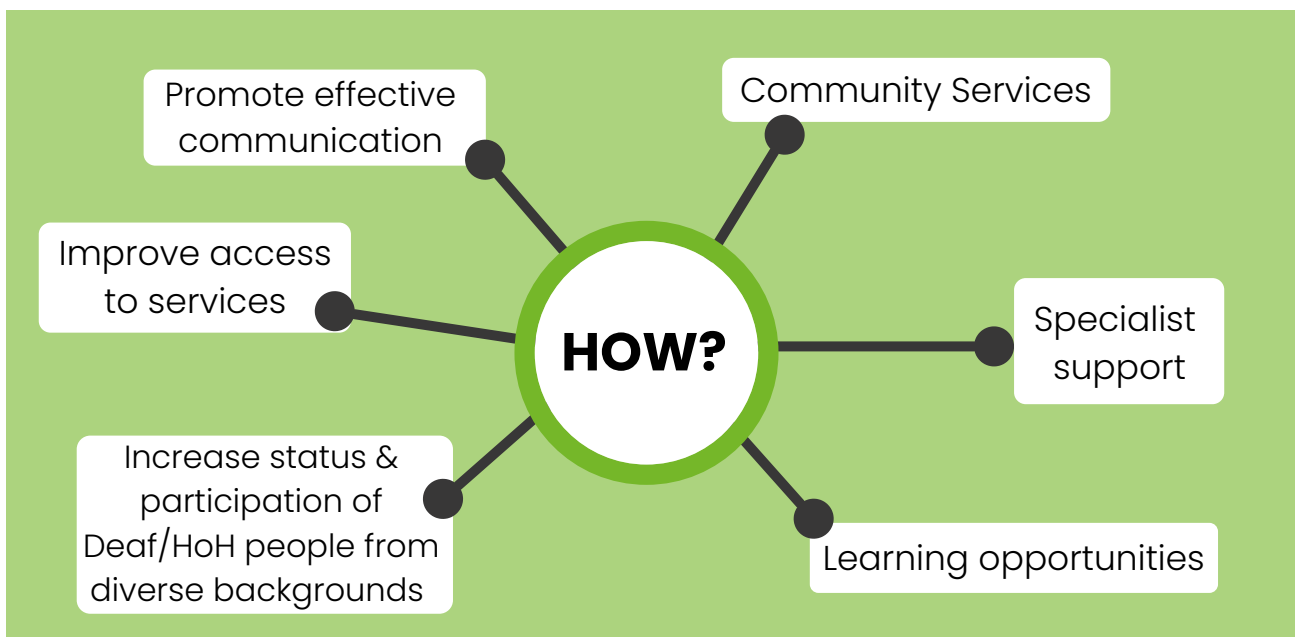 Promote effective
communication
Community Services
Improve access
to services
HOW?
Specialist
support
Increase status &
participation of
Deaf/HoH people from
diverse backgrounds
Learning opportunities